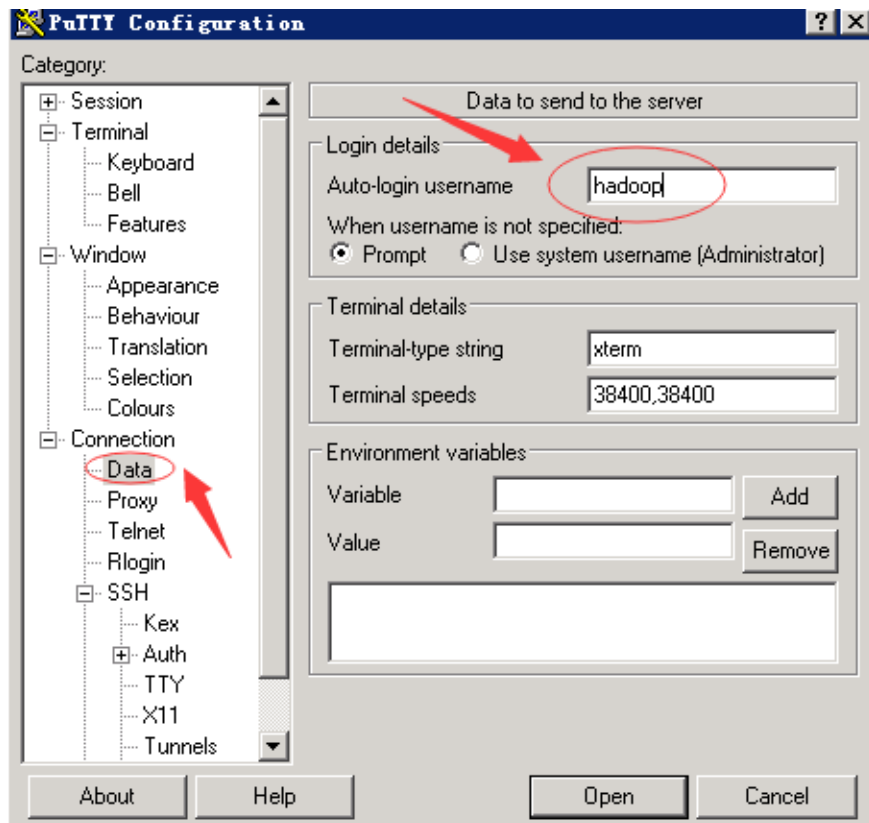 PuTTY Configuration
Category:
Session
Terminal
Keyboard
Bell
Features
Window
Appearance
Behaviour
Translation
Selection
Colours
Connection
Data
Proxy
Telnet
Rlogin
SSH
Kex
Auth
TTY
X11
Tunnels
Data to send to the server
Login details
Auto-login username hadoop
When username is not specified:
Prompt Use system username (Administrator)
Terminal details
Terminal-type string xterm
Terminal speeds 38400,38400
Environment variables
Variable Add
Value Remove
About Help Open Cancel